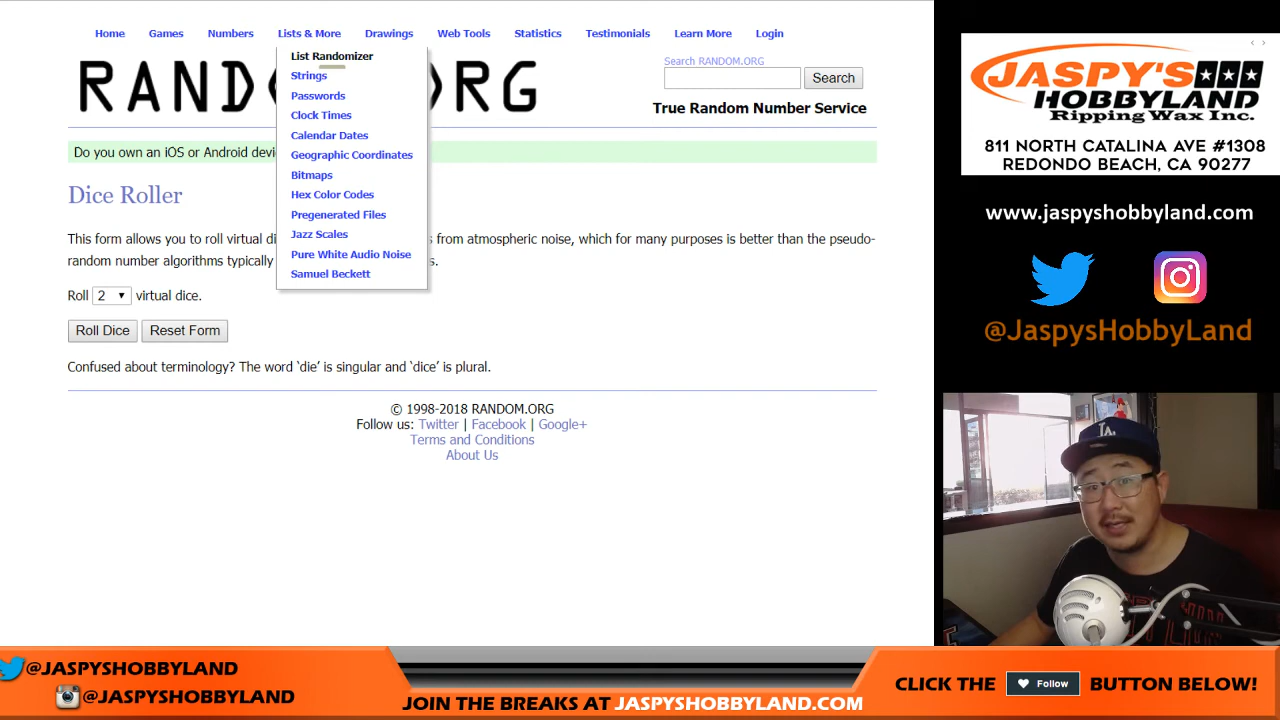 Home Games Numbers Lists & More Drawings Web Tools Statistics Testimonials Learn More Login
List Randomizer
Strings
Passwords
Clock Times
Calendar Dates
Geographic Coordinates
Bitmaps
Hex Color Codes
Pregenerated Files
Jazz Scales
Pure White Audio Noise
Samuel Beckett
Search RANDOM.ORG
Search
True Random Number Service
Do you own an iOS or Android
Dice Roller
This form allows you to roll virtual from atmospheric noise, which for many purposes is better than the pseudo-
random number algorithms typically
Roll 2 virtual dice.
Roll Dice Reset Form
Confused about terminology? The word ‘die’ is singular and ‘dice’ is plural.
© 1998-2018 RANDOM.ORG
Follow us: Twitter | Facebook | Google+
Terms and Conditions
About Us
JASPY'S
HOBBYLAND
Ripping Wax Inc.
811 NORTH CATALINA AVE #1308
REDONDO BEACH, CA 90277
www.jaspyshobbyland.com
@JaspysHobbyLand
LA
@JASPYSHOBBYLAND
@JASPYSHOBBYLAND
JOIN THE BREAKS AT JASPYSHOBBYLAND.COM
CLICK THE Follow BUTTON BELOW!